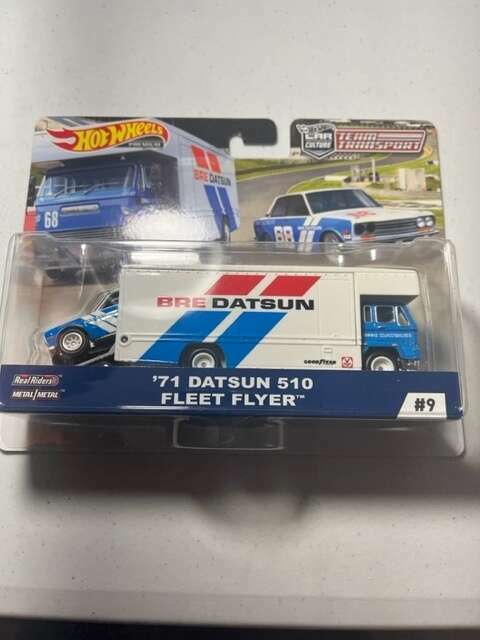 Hot Wheels
PREMIUM
CAR
CULTURE
TEAM
TRANSPORT
BRE DATSUN
68
88
BRE DATSUN
GOODYEAR
Real Riders
METAL/METAL
'71 DATSUN 510
FLEET FLYER™
#9